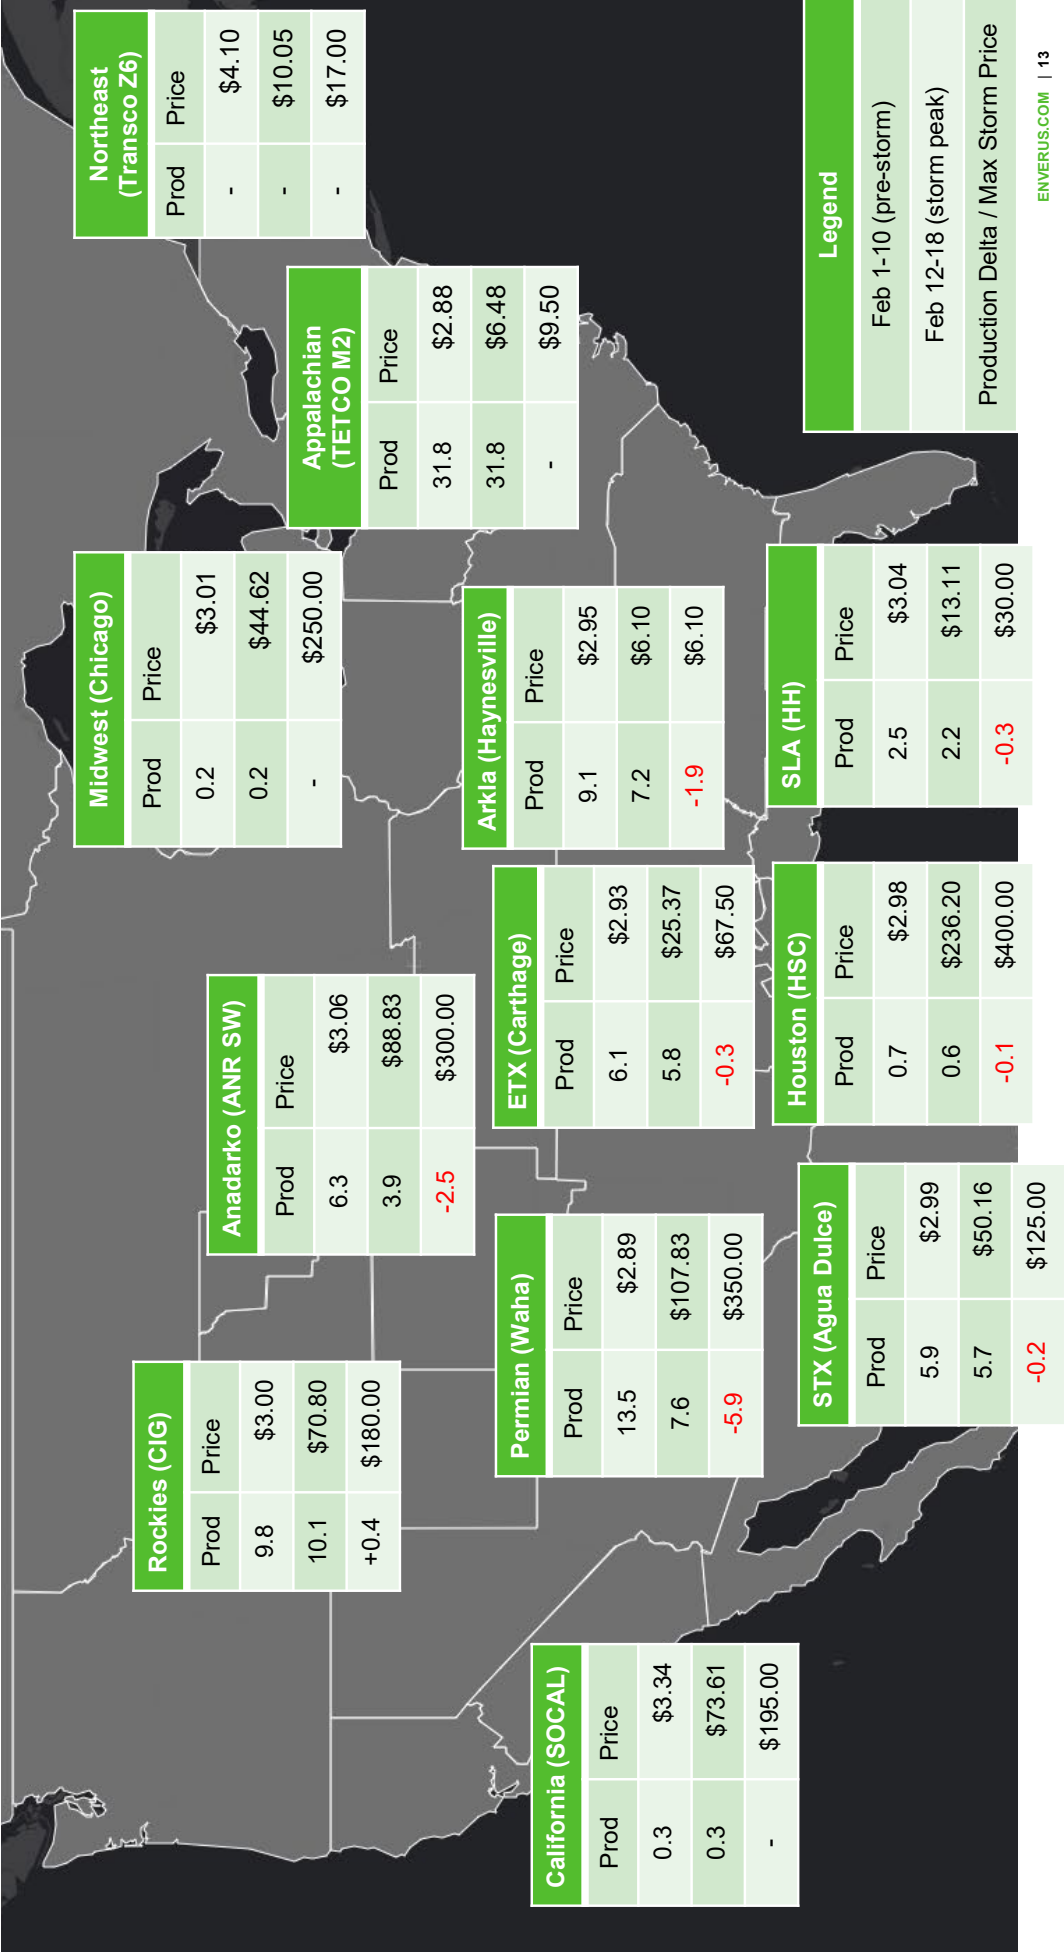 Rockies (CIG)
Prod Price
9.8 $3.00
10.1 $70.80
+0.4 $180.00
California (SOCAL)
Prod Price
0.3 $3.34
0.3 $73.61
- $195.00
Anadarko (ANR SW)
Prod Price
6.3 $3.06
3.9 $88.83
-2.5 $300.00
Permian (Waha)
Prod Price
13.5 $2.89
7.6 $107.83
-5.9 $350.00
STX (Agua Dulce)
Prod Price
5.9 $2.99
5.7 $50.16
-0.2 $125.00
Midwest (Chicago)
Prod Price
0.2 $3.01
0.2 $44.62
- $250.00
ETX (Carthage)
Prod Price
6.1 $2.93
5.8 $25.37
-0.3 $67.50
Houston (HSC)
Prod Price
0.7 $2.98
0.6 $236.20
-0.1 $400.00
Arkla (Haynesville)
Prod Price
9.1 $2.95
7.2 $6.10
-1.9 $6.10
SLA (HH)
Prod Price
2.5 $3.04
2.2 $13.11
-0.3 $30.00
Appalachian
(TETCO M2)
Prod Price
31.8 $2.88
31.8 $6.48
- $9.50
Northeast
(Transco Z6)
Prod Price
- $4.10
- $10.05
- $17.00
Legend
Feb 1-10 (pre-storm)
Feb 12-18 (storm peak)
Production Delta / Max Storm Price
ENVERUS.COM | 13